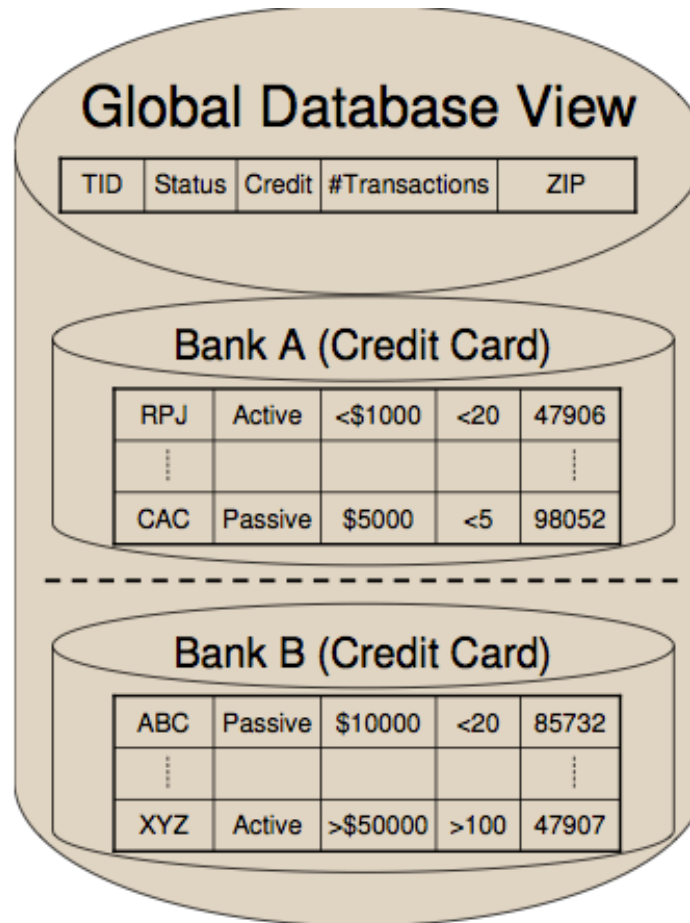 Global Database View
TID Status Credit #Transactions ZIP
Bank A (Credit Card)
RPJ Active <$1000 <20 47906
CAC Passive $5000 <5 98052
Bank B (Credit Card)
ABC Passive $10000 <20 85732
XYZ Active >$50000 >100 47907